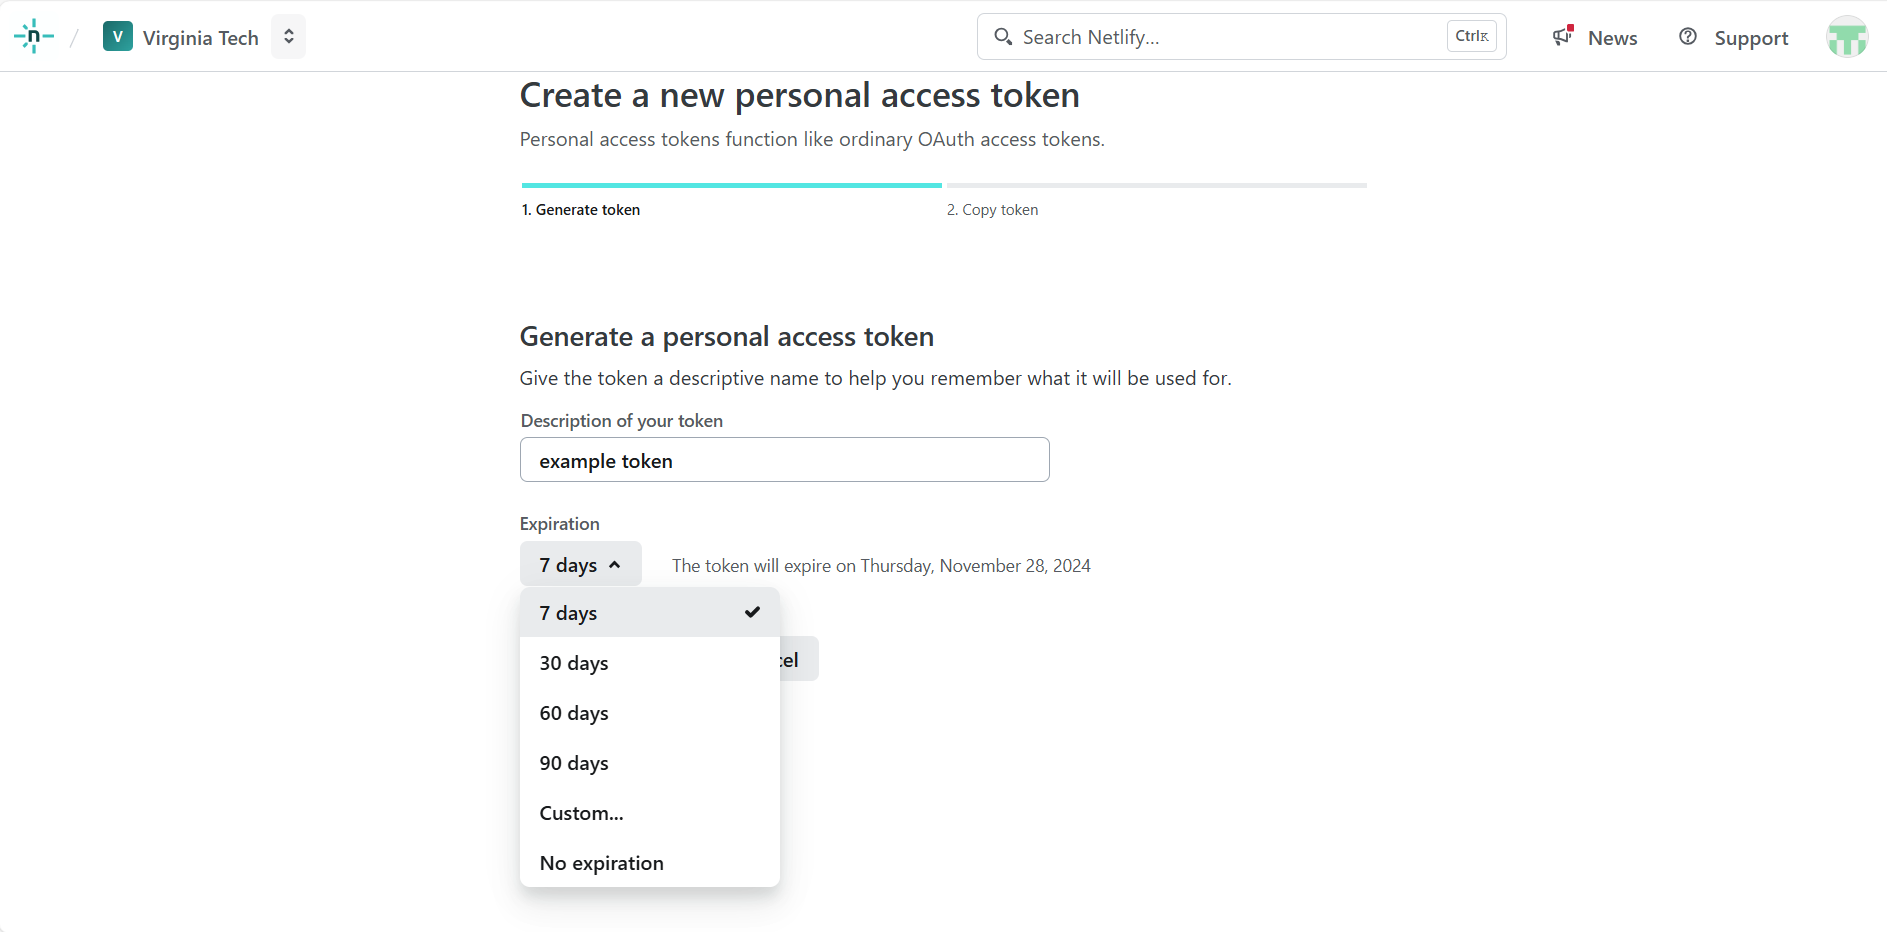 n / V Virginia Tech
Search Netlify...
Ctrl K
News
Support
Create a new personal access token
Personal access tokens function like ordinary OAuth access tokens.
1. Generate token
2. Copy token
Generate a personal access token
Give the token a descriptive name to help you remember what it will be used for.
Description of your token
example token
Expiration
7 days
The token will expire on Thursday, November 28, 2024
7 days
30 days
cel
60 days
90 days
Custom...
No expiration